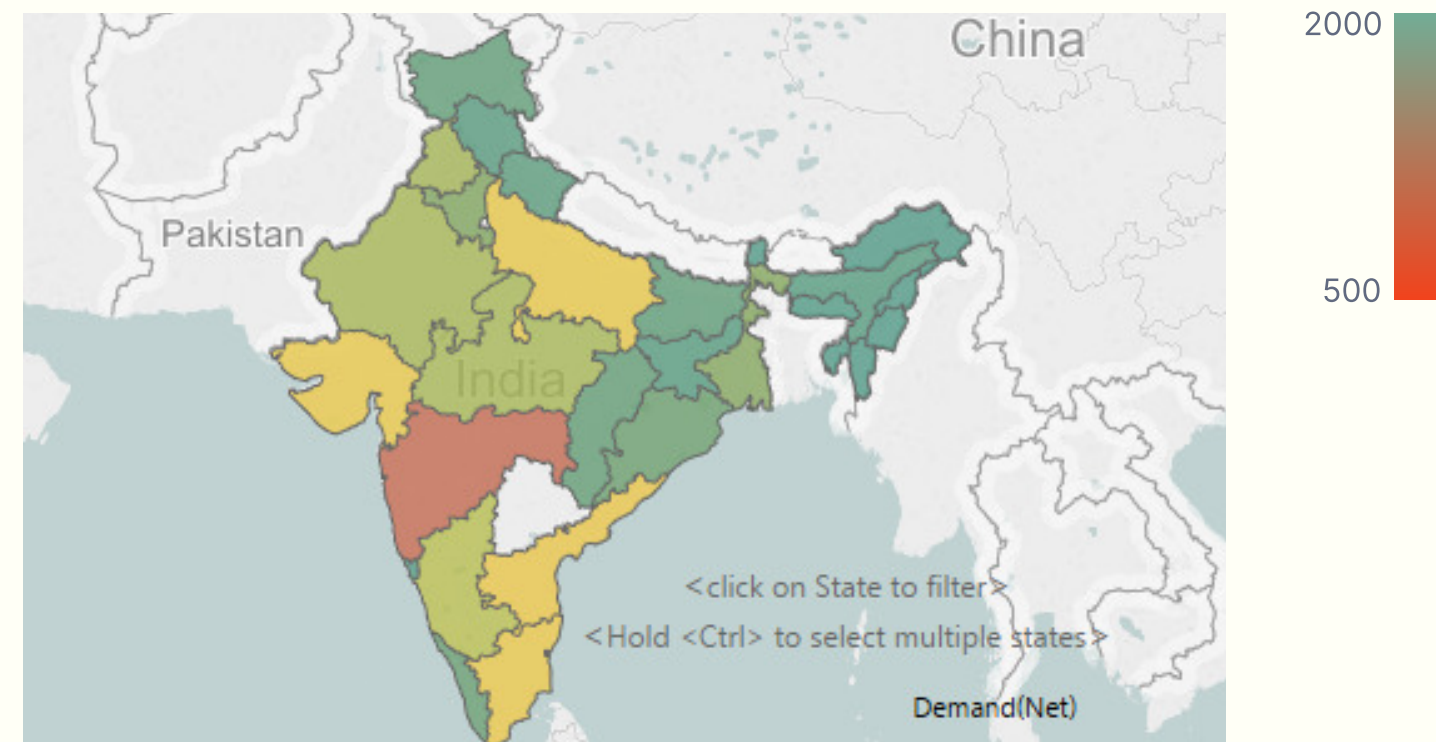 China
2000
Pakistan
500
India
<click on State to filter>
<Hold <Ctrl> to select multiple states>
Demand(Net)